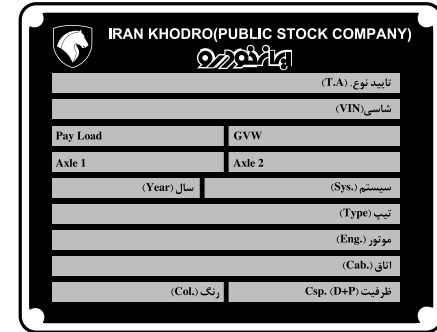 IRAN KHODRO(PUBLIC STOCK COMPANY)
ایران‌خودرو
تایید نوع. (T.A)
شاسی(VIN)
Pay Load GVW
Axle 1 Axle 2
سیستم (Sys.) سال (Year)
تیپ (Type)
موتور (Eng.)
اتاق (Cab.)
ظرفیت Csp. (D+P) رنگ (Col.)